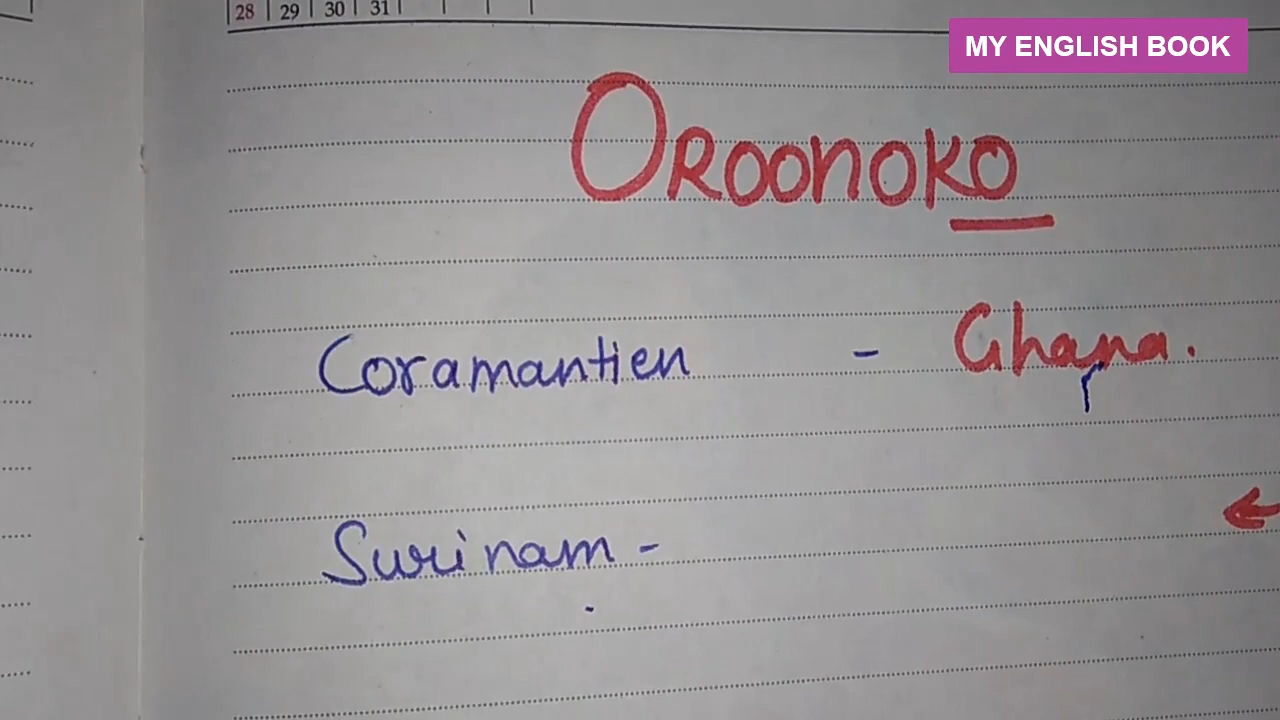 28 29 30 31
MY ENGLISH BOOK
OROONOKO
Coramantien - Ghana.
Surinam -